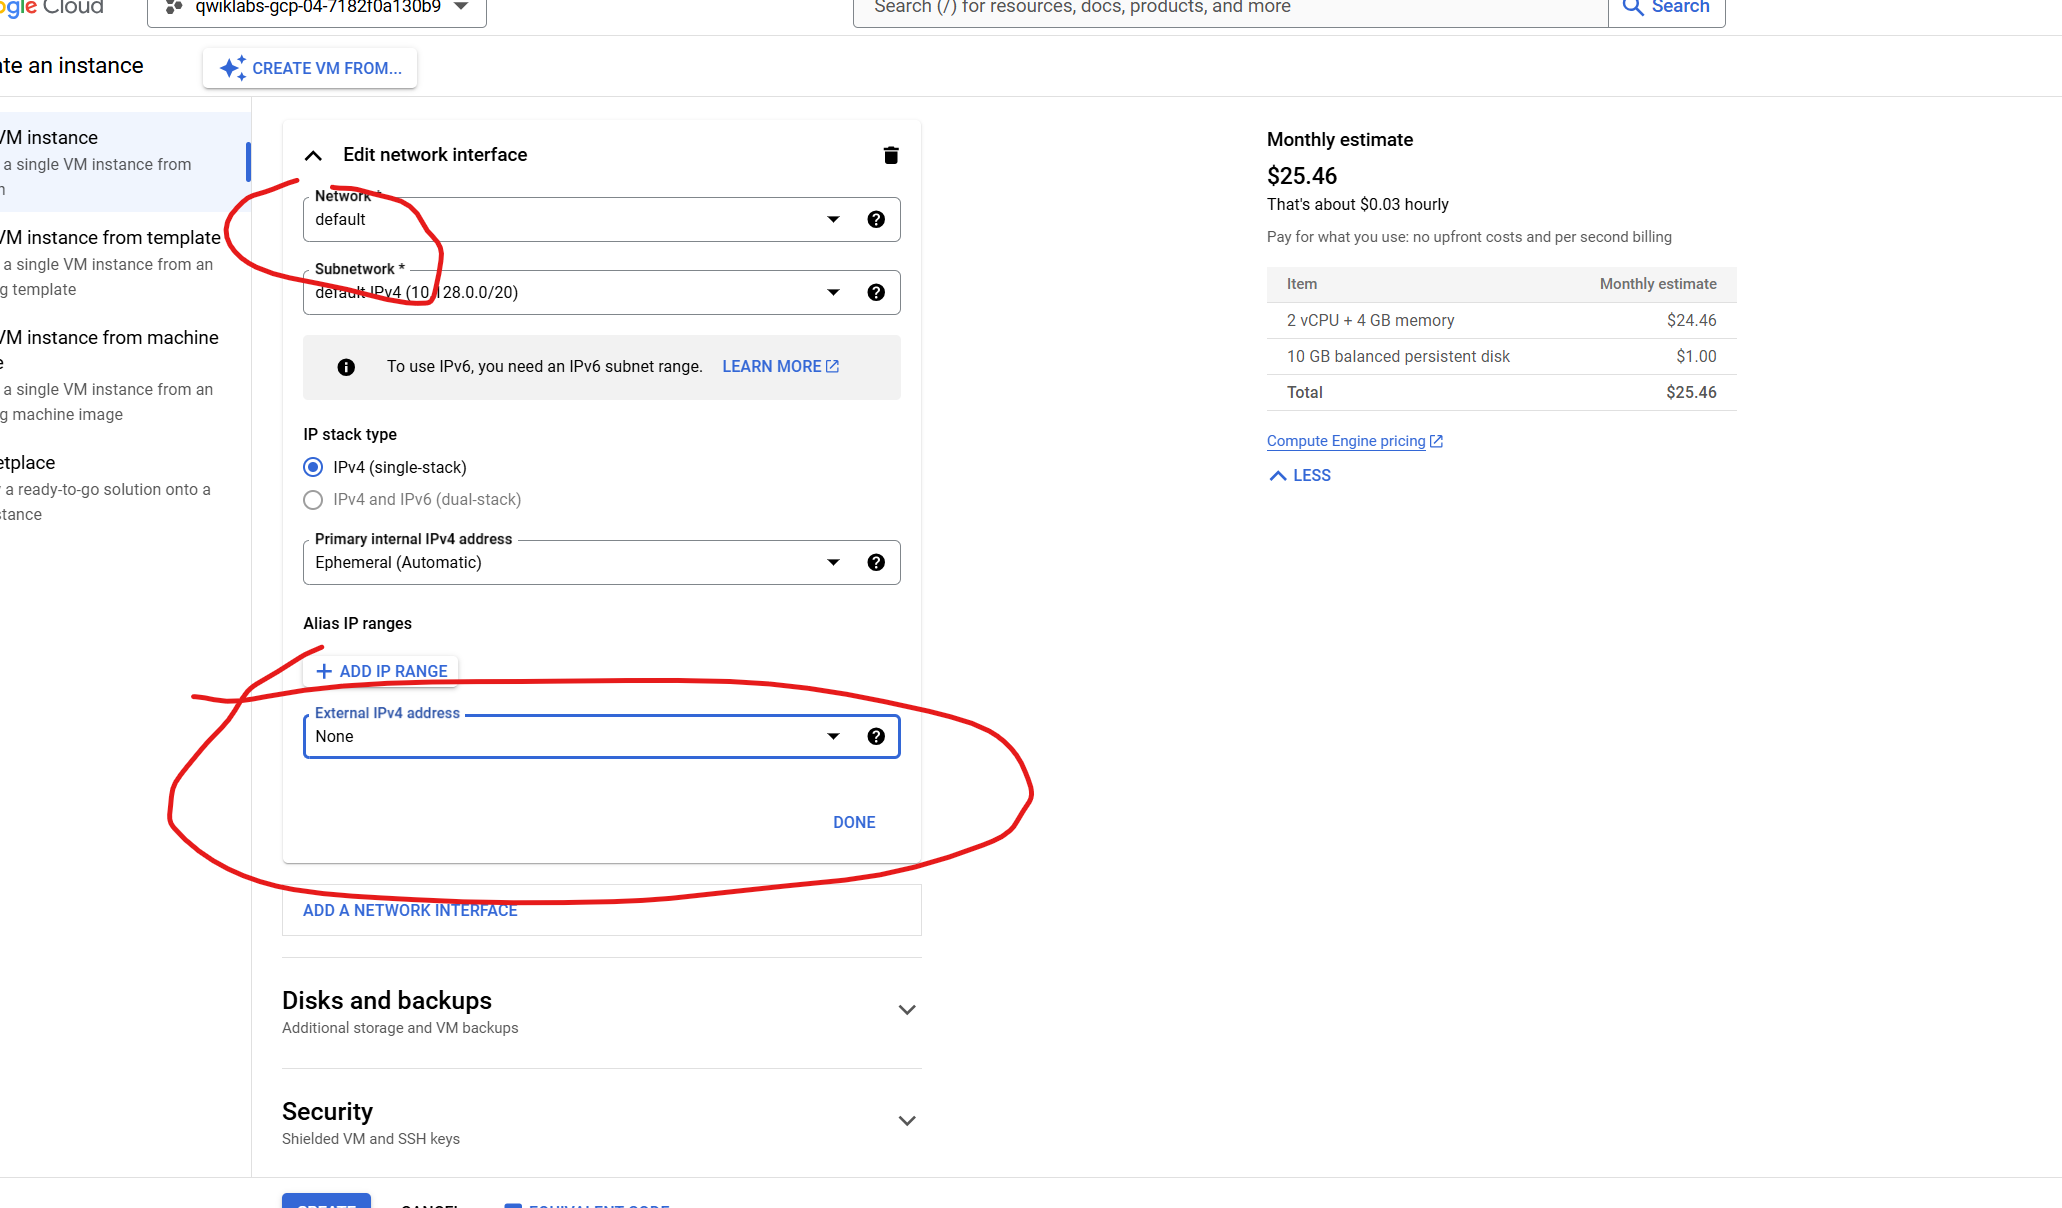 ogle Cloud
qwiklabs-gcp-04-7182f0a130b9
Search (/) for resources, docs, products, and more
Search
te an instance
CREATE VM FROM...
VM instance
a single VM instance from
n
VM instance from template
a single VM instance from an
g template
VM instance from machine
e
a single VM instance from an
g machine image
etplace
a ready-to-go solution onto a
stance
Edit network interface
Network *
default
Subnetwork *
default IPv4 (10.128.0.0/20)
To use IPv6, you need an IPv6 subnet range. LEARN MORE
IP stack type
IPv4 (single-stack)
IPv4 and IPv6 (dual-stack)
Primary internal IPv4 address
Ephemeral (Automatic)
Alias IP ranges
ADD IP RANGE
External IPv4 address
None
DONE
ADD A NETWORK INTERFACE
Disks and backups
Additional storage and VM backups
Security
Shielded VM and SSH keys
CREATE
CANCEL
EQUIVALENT CODE
Monthly estimate
$25.46
That's about $0.03 hourly
Pay for what you use: no upfront costs and per second billing
Item Monthly estimate
2 vCPU + 4 GB memory $24.46
10 GB balanced persistent disk $1.00
Total $25.46
Compute Engine pricing
LESS